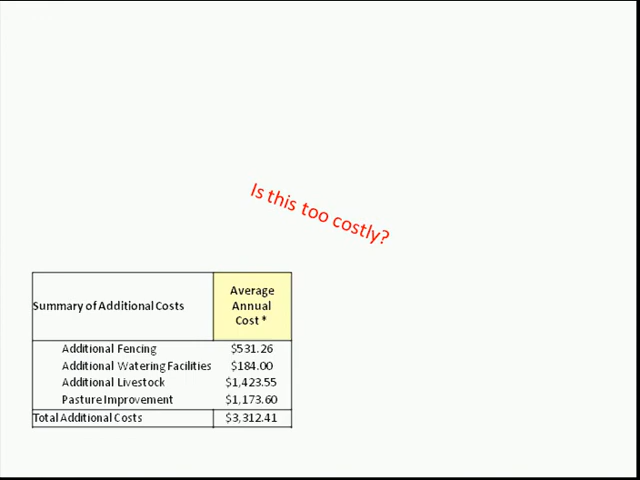 Is this too costly?
Summary of Additional Costs Average Annual Cost *
Additional Fencing $531.26
Additional Watering Facilities $184.00
Additional Livestock $1,423.55
Pasture Improvement $1,173.60
Total Additional Costs $3,312.41